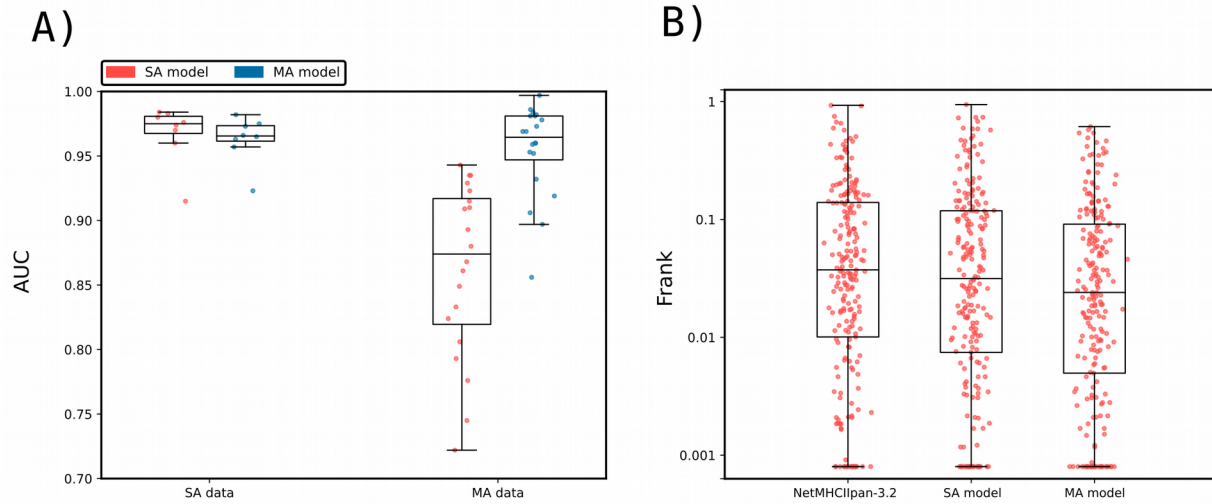 A)
SA model MA model
AUC
1.00
0.95
0.90
0.85
0.80
0.75
0.70
SA data MA data
B)
Frank
1
0.1
0.01
0.001
NetMHCIIpan-3.2 SA model MA model